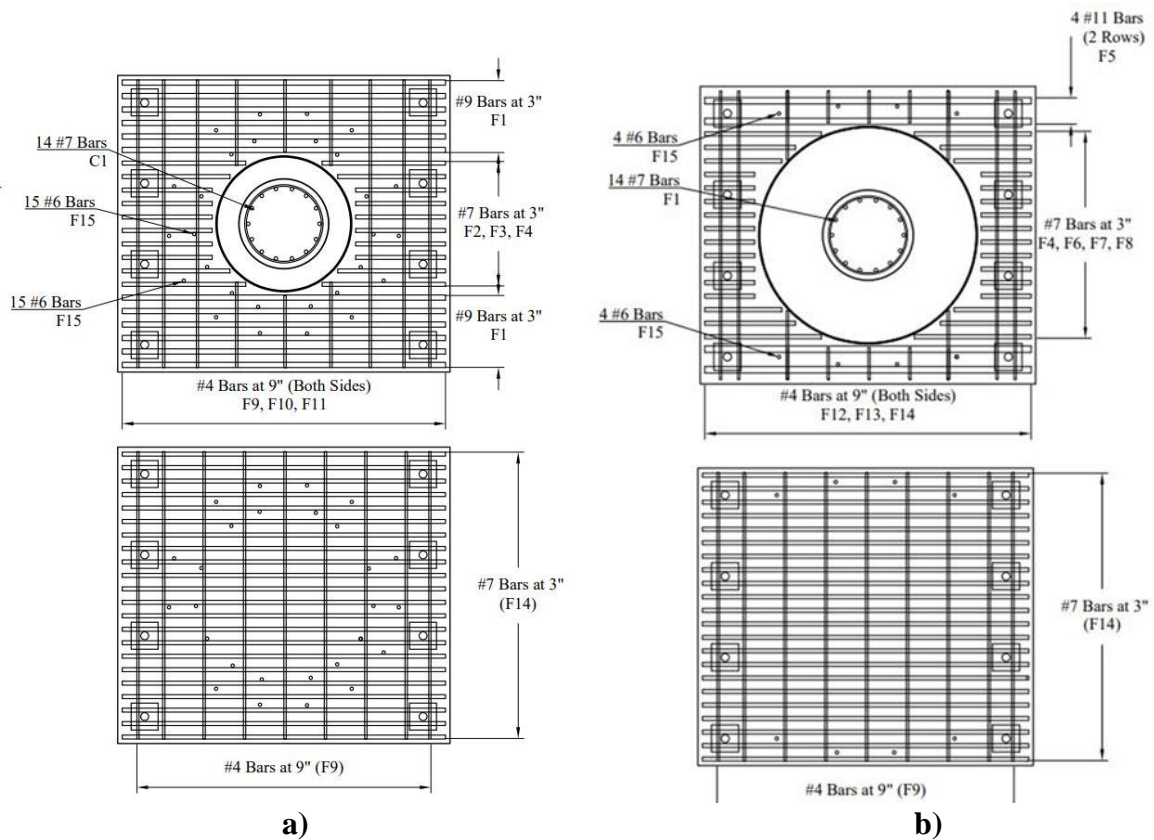 #9 Bars at 3"
F1
14 #7 Bars
C1
15 #6 Bars
F15
#7 Bars at 3"
F2, F3, F4
15 #6 Bars
F15
#9 Bars at 3"
F1
#4 Bars at 9" (Both Sides)
F9, F10, F11
#7 Bars at 3"
(F14)
#4 Bars at 9" (F9)
a)
4 #11 Bars
(2 Rows)
F5
4 #6 Bars
F15
14 #7 Bars
F1
#7 Bars at 3"
F4, F6, F7, F8
4 #6 Bars
F15
#4 Bars at 9" (Both Sides)
F12, F13, F14
#7 Bars at 3"
(F14)
#4 Bars at 9" (F9)
b)